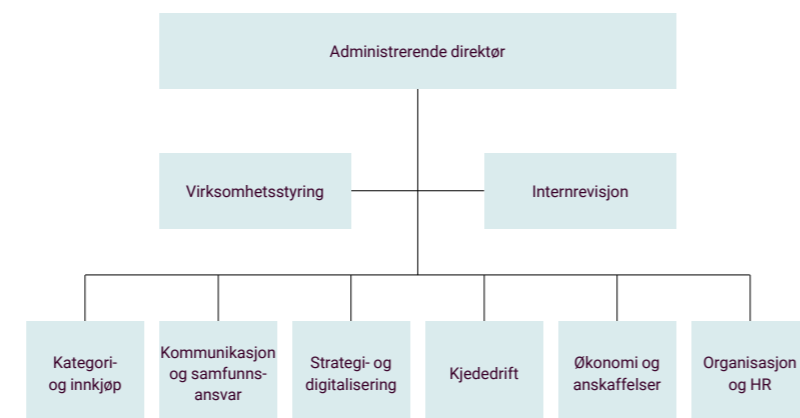 Administrerende direktør
Virksomhetsstyring
Internrevisjon
Kategori-
og innkjøp
Kommunikasjon
og samfunns-
ansvar
Strategi- og
digitalisering
Kjededrift
Økonomi og
anskaffelser
Organisasjon
og HR